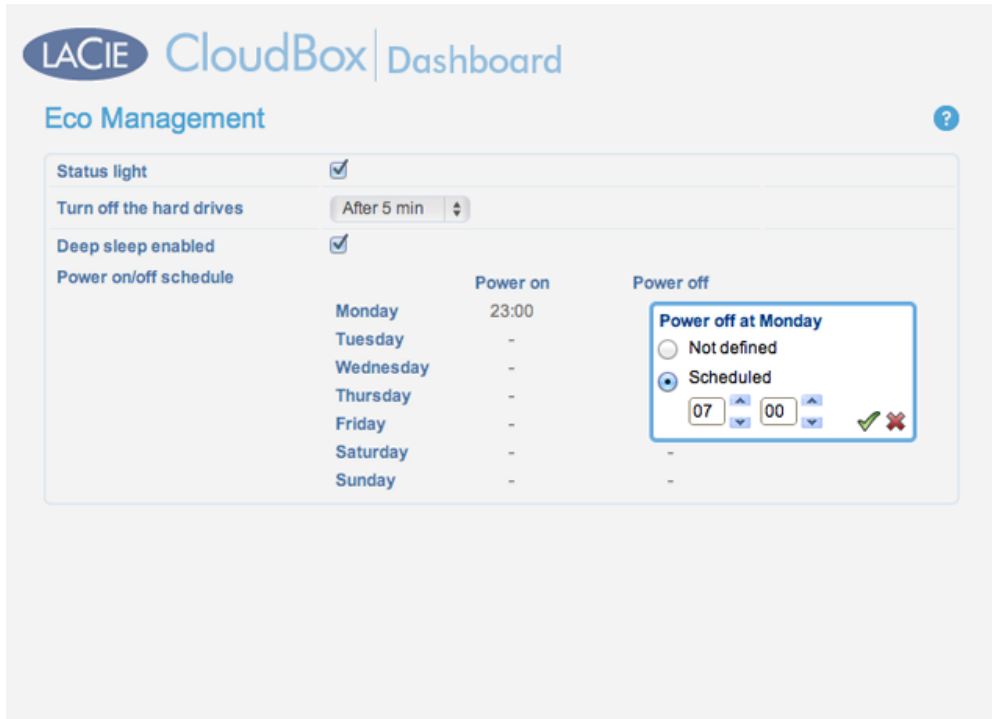 LACIE CloudBox Dashboard
Eco Management ?
Status light
Turn off the hard drives After 5 min
Deep sleep enabled
Power on/off schedule
Power on Power off
Monday 23:00
Tuesday -
Wednesday -
Thursday -
Friday -
Saturday - -
Sunday - -
Power off at Monday
Not defined
Scheduled
07 00